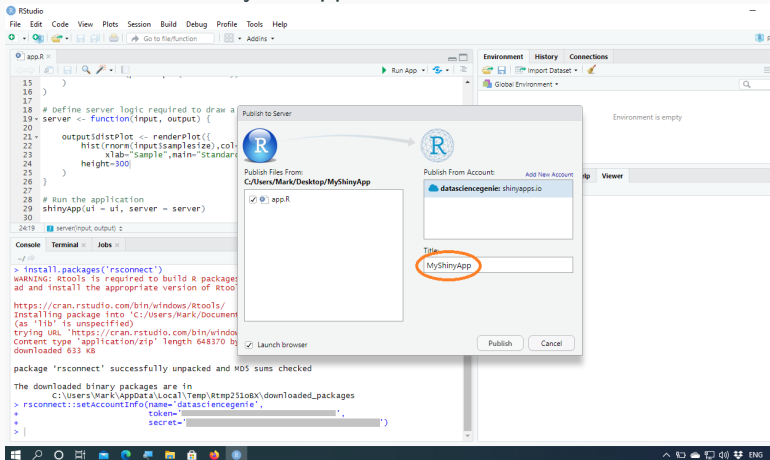 RStudio
File Edit Code View Plots Session Build Debug Profile Tools Help
Go to file/function Addins
app.R
Run App
15 )
16 )
17
18 # Define server logic required to draw a
19 server <- function(input, output) {
20
21 output$distPlot <- renderPlot({
22 hist(rnorm(input$samplesize),col=
23 xlab="Sample",main="Standar
24 height=300
25 )
26 }
27
28 # Run the application
29 shinyApp(ui = ui, server = server)
30
24:19 server(input, output)
Console Terminal Jobs
~/
> install.packages('rsconnect')
WARNING: Rtools is required to build R packages
ad and install the appropriate version of Rtoo
https://cran.rstudio.com/bin/windows/Rtools/
Installing package into 'C:/Users/Mark/Document
(as 'lib' is unspecified)
trying URL 'https://cran.rstudio.com/bin/window
Content type 'application/zip' length 648370 by
downloaded 633 KB
package 'rsconnect' successfully unpacked and MD5 sums checked
The downloaded binary packages are in
C:\Users\Mark\AppData\Local\Temp\Rtmp251oBX\downloaded_packages
> rsconnect::setAccountInfo(name='datasciencegenie',
+ token='',
+ secret='')
>
Publish to Server
R
R
Publish Files From:
C:/Users/Mark/Desktop/MyShinyApp
app.R
Launch browser
Publish From Account: Add New Account
datasciencegenie: shinyapps.io
Title:
MyShinyApp
Publish Cancel
Environment History Connections
Import Dataset
Global Environment
Environment is empty
Viewer
ENG